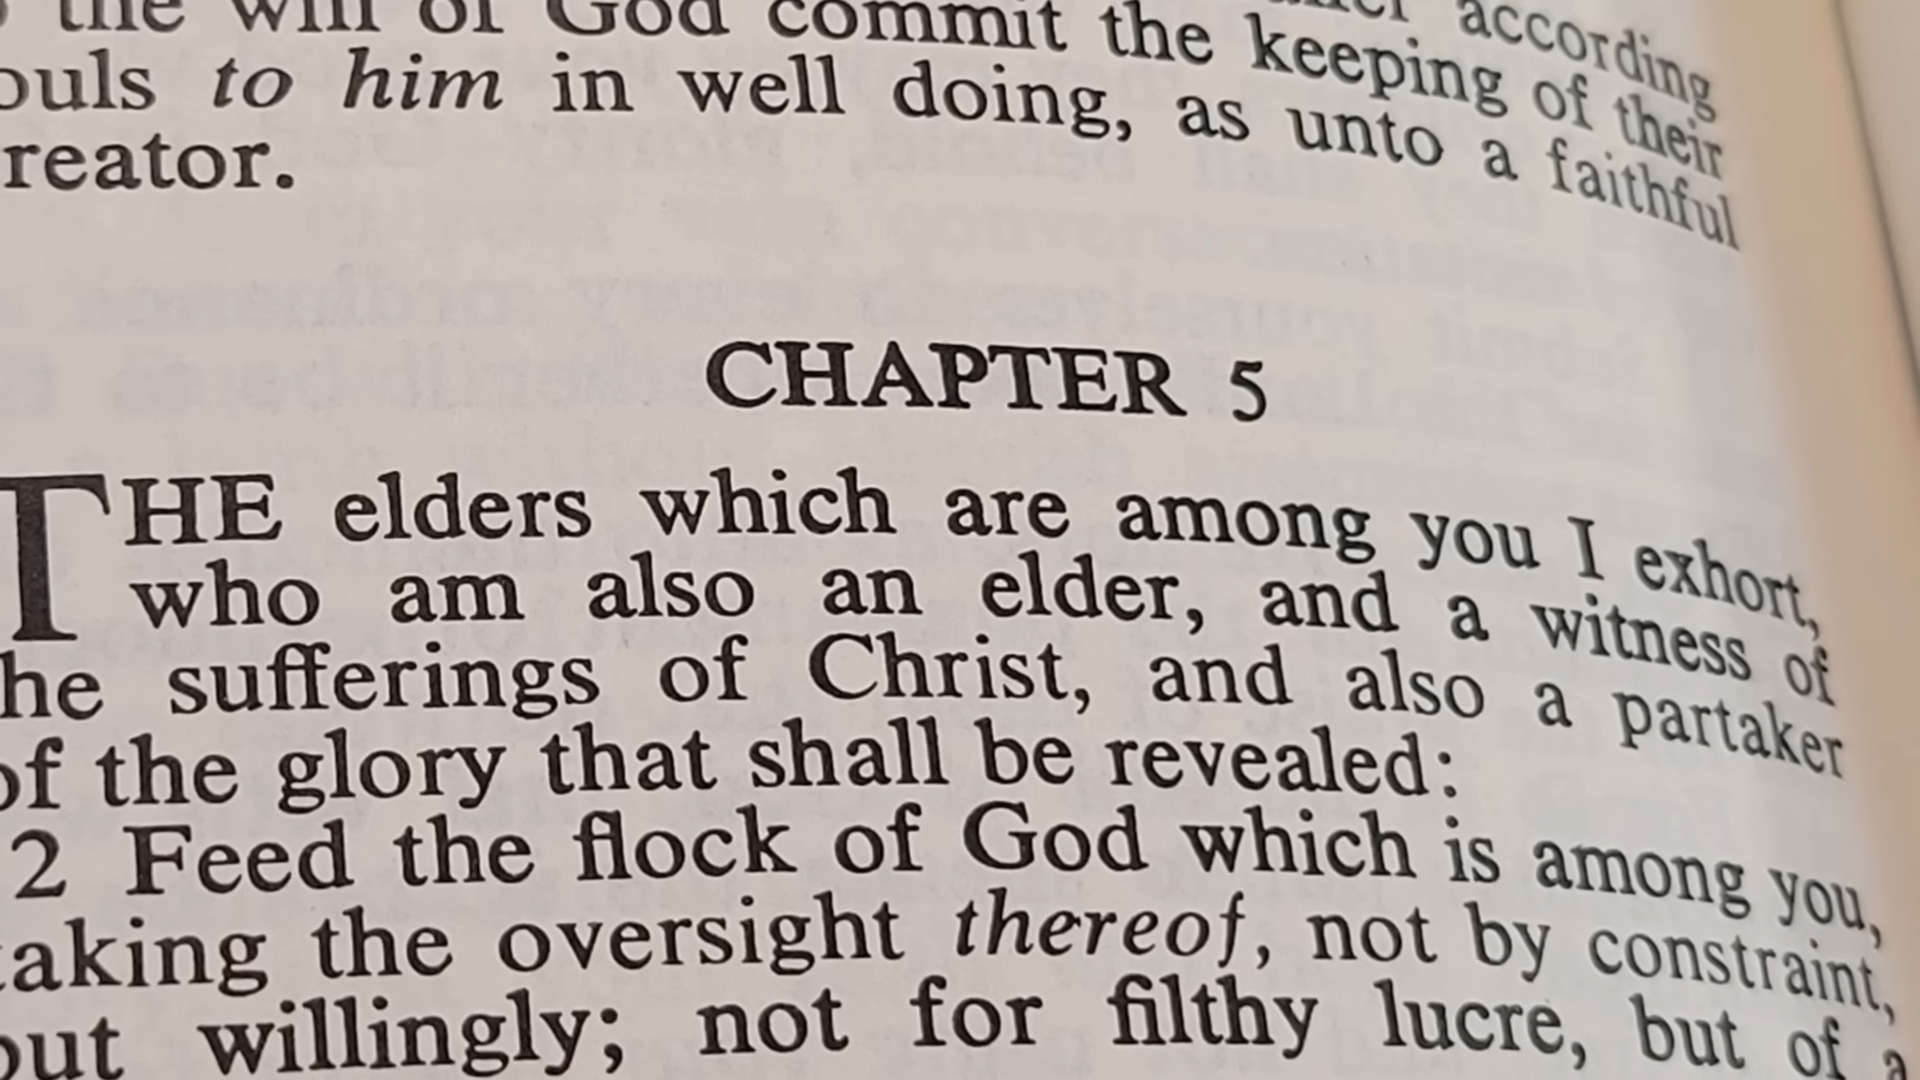 the will of God commit the keeping of their
according
ouls to him in well doing, as unto a faithful
reator.
CHAPTER 5
THE elders which are among you I exhort,
who am also an elder, and a witness of
he sufferings of Christ, and also a partaker
of the glory that shall be revealed:
2 Feed the flock of God which is among you,
taking the oversight thereof, not by constraint,
but willingly; not for filthy lucre, but of a